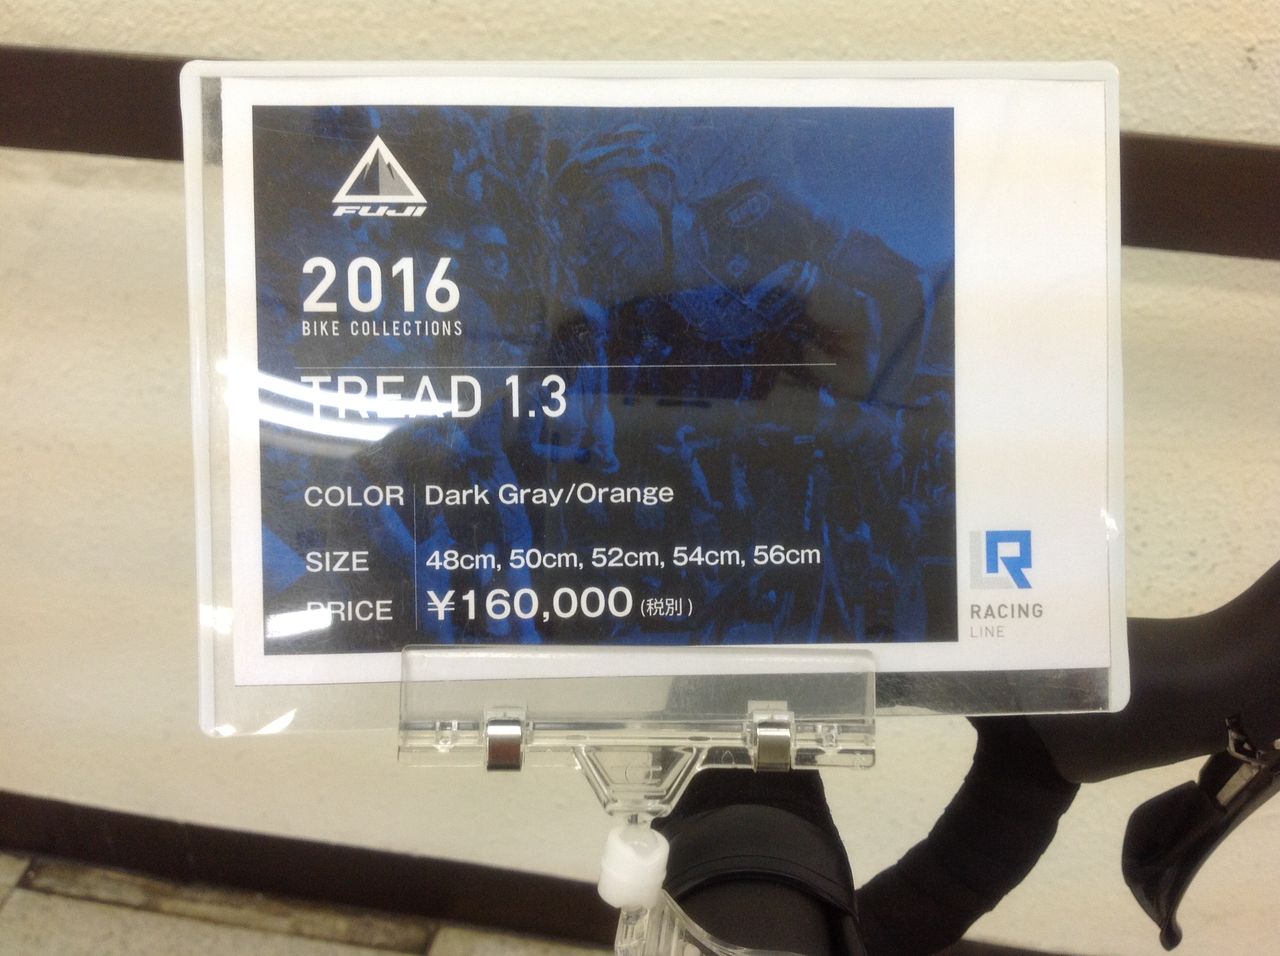 FUJI
2016
BIKE COLLECTIONS
TREAD 1.3
COLOR Dark Gray/Orange
SIZE 48cm, 50cm, 52cm, 54cm, 56cm
PRICE ¥160,000 (税別)
R
RACING
LINE